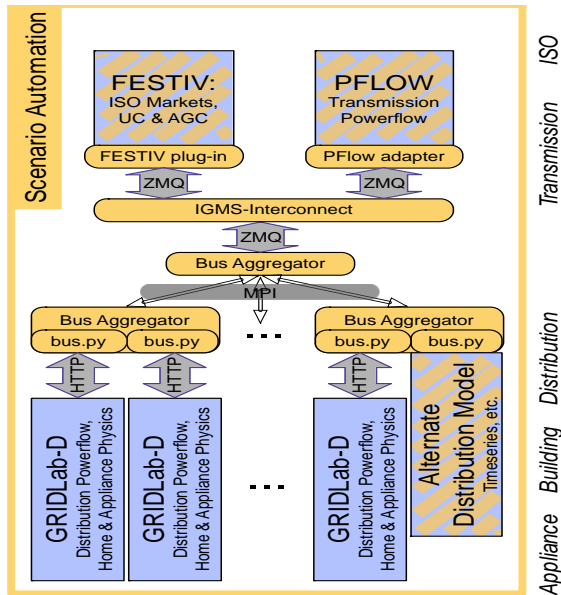 Scenario Automation
FESTIV:
ISO Markets,
UC & AGC
PFLOW
Transmission
Powerflow
FESTIV plug-in
PFlow adapter
ZMQ
ZMQ
IGMS-Interconnect
ZMQ
Bus Aggregator
MPI
Bus Aggregator
bus.py
bus.py
...
Bus Aggregator
bus.py
bus.py
HTTP
HTTP
HTTP
GRIDLab-D
Distribution Powerflow,
Home & Appliance Physics
GRIDLab-D
Distribution Powerflow,
Home & Appliance Physics
...
GRIDLab-D
Distribution Powerflow,
Home & Appliance Physics
Alternate
Distribution Model
Timeseries, etc.
Appliance Building Distribution Transmission ISO